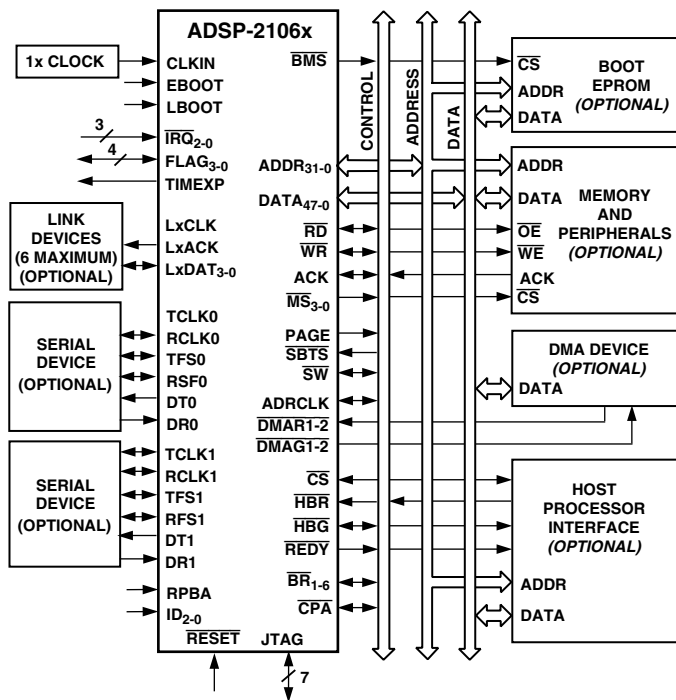 ADSP-2106x
1x CLOCK
CLKIN
EBOOT
LBOOT
3
IRQ2-0
4
FLAG3-0
TIMEXP
LINK
DEVICES
(6 MAXIMUM)
(OPTIONAL)
LxCLK
LxACK
LxDAT3-0
SERIAL
DEVICE
(OPTIONAL)
TCLK0
RCLK0
TFS0
RSF0
DT0
DR0
SERIAL
DEVICE
(OPTIONAL)
TCLK1
RCLK1
TFS1
RFS1
DT1
DR1
RPBA
ID2-0
RESET
JTAG
7
BMS
ADDR31-0
DATA47-0
RD
WR
ACK
MS3-0
PAGE
SBTS
SW
ADRCLK
DMAR1-2
DMAG1-2
CS
HBR
HBG
REDY
BR1-6
CPA
CONTROL
ADDRESS
DATA
CS
ADDR
DATA
BOOT
EPROM
(OPTIONAL)
ADDR
DATA
OE
WE
ACK
CS
MEMORY
AND
PERIPHERALS
(OPTIONAL)
DMA DEVICE
(OPTIONAL)
DATA
HOST
PROCESSOR
INTERFACE
(OPTIONAL)
ADDR
DATA